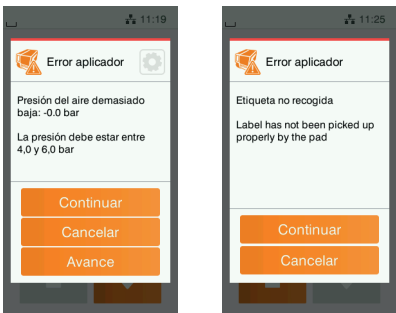 11:19
Error aplicador
Presión del aire demasiado
baja: -0.0 bar
La presión debe estar entre
4,0 y 6,0 bar
Continuar
Cancelar
Avance
11:25
Error aplicador
Etiqueta no recogida
Label has not been picked up
properly by the pad
Continuar
Cancelar